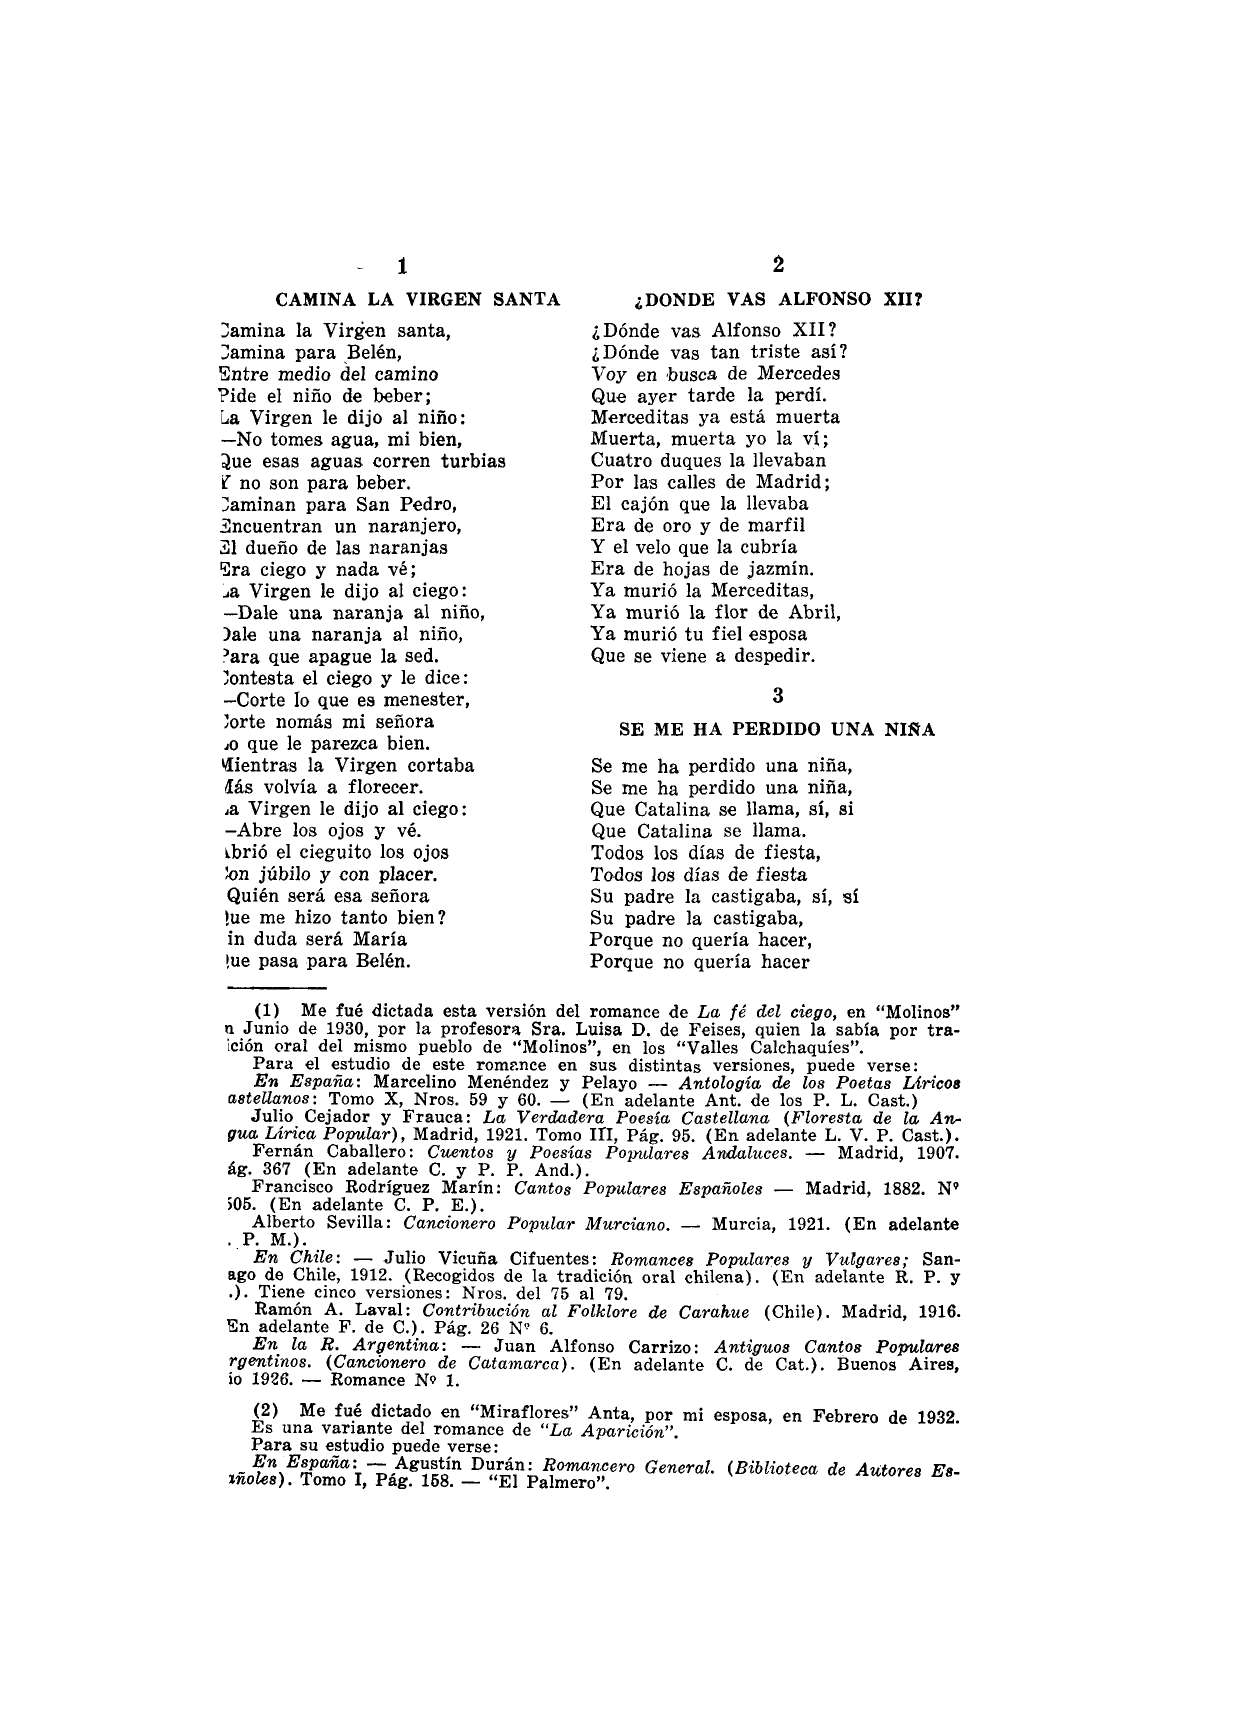 1
CAMINA LA VIRGEN SANTA
Camina la Virgen santa,
Camina para Belén,
Entre medio del camino
Pide el niño de beber;
La Virgen le dijo al niño:
—No tomes agua, mi bien,
Que esas aguas corren turbias
Y no son para beber.
Caminan para San Pedro,
Encuentran un naranjero,
El dueño de las naranjas
Era ciego y nada vé;
La Virgen le dijo al ciego:
—Dale una naranja al niño,
Dale una naranja al niño,
Para que apague la sed.
Contesta el ciego y le dice:
—Corte lo que es menester,
Corte nomás mi señora
Lo que le parezca bien.
Mientras la Virgen cortaba
Más volvía a florecer.
La Virgen le dijo al ciego:
—Abre los ojos y vé.
Abrió el cieguito los ojos
Con júbilo y con placer.
Quién será esa señora
Que me hizo tanto bien?
in duda será María
Que pasa para Belén.
2
¿DONDE VAS ALFONSO XII?
¿Dónde vas Alfonso XII?
¿Dónde vas tan triste así?
Voy en busca de Mercedes
Que ayer tarde la perdí.
Merceditas ya está muerta
Muerta, muerta yo la ví;
Cuatro duques la llevaban
Por las calles de Madrid;
El cajón que la llevaba
Era de oro y de marfil
Y el velo que la cubría
Era de hojas de jazmín.
Ya murió la Merceditas,
Ya murió la flor de Abril,
Ya murió tu fiel esposa
Que se viene a despedir.
3
SE ME HA PERDIDO UNA NIÑA
Se me ha perdido una niña,
Se me ha perdido una niña,
Que Catalina se llama, sí, si
Que Catalina se llama.
Todos los días de fiesta,
Todos los días de fiesta
Su padre la castigaba, sí, sí
Su padre la castigaba,
Porque no quería hacer,
Porque no quería hacer
(1) Me fué dictada esta versión del romance de La fé del ciego, en “Molinos”
n Junio de 1930, por la profesora Sra. Luisa D. de Feises, quien la sabía por tra-
ición oral del mismo pueblo de “Molinos”, en los “Valles Calchaquíes”.
Para el estudio de este romance en sus distintas versiones, puede verse:
En España: Marcelino Menéndez y Pelayo — Antología de los Poetas Líricos
astellanos: Tomo X, Nros. 59 y 60. — (En adelante Ant. de los P. L. Cast.)
Julio Cejador y Frauca: La Verdadera Poesía Castellana (Floresta de la An-
gua Lírica Popular), Madrid, 1921. Tomo III, Pág. 95. (En adelante L. V. P. Cast.).
Fernán Caballero: Cuentos y Poesías Populares Andaluces. — Madrid, 1907.
ág. 367 (En adelante C. y P. P. And.).
Francisco Rodríguez Marín: Cantos Populares Españoles — Madrid, 1882. Nº
505. (En adelante C. P. E.).
Alberto Sevilla: Cancionero Popular Murciano. — Murcia, 1921. (En adelante
. P. M.).
En Chile: — Julio Vicuña Cifuentes: Romances Populares y Vulgares; San-
ago de Chile, 1912. (Recogidos de la tradición oral chilena). (En adelante R. P. y
.). Tiene cinco versiones: Nros. del 75 al 79.
Ramón A. Laval: Contribución al Folklore de Carahue (Chile). Madrid, 1916.
En adelante F. de C.). Pág. 26 Nº 6.
En la R. Argentina: — Juan Alfonso Carrizo: Antiguos Cantos Populares
rgentinos. (Cancionero de Catamarca). (En adelante C. de Cat.). Buenos Aires,
io 1926. — Romance Nº 1.
(2) Me fué dictado en “Miraflores” Anta, por mi esposa, en Febrero de 1932.
Es una variante del romance de “La Aparición”.
Para su estudio puede verse:
En España: — Agustín Durán: Romancero General. (Biblioteca de Autores Es-
añoles). Tomo I, Pág. 158. — “El Palmero”.